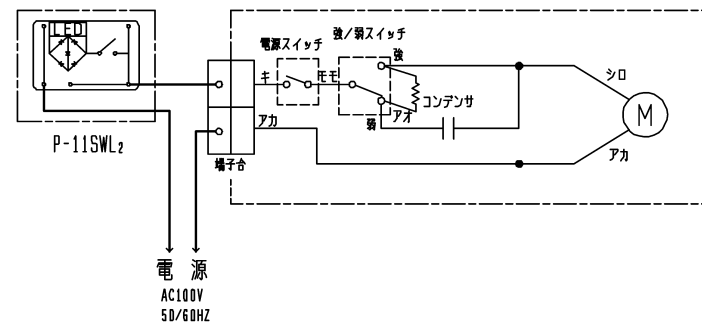 LED
P-11SWL₂
電源スイッチ
強/弱スイッチ
強
キ
モモ
シロ
コンデンサ
M
アカ
アオ
弱
端子台
アカ
電 源
AC100V
50/60HZ